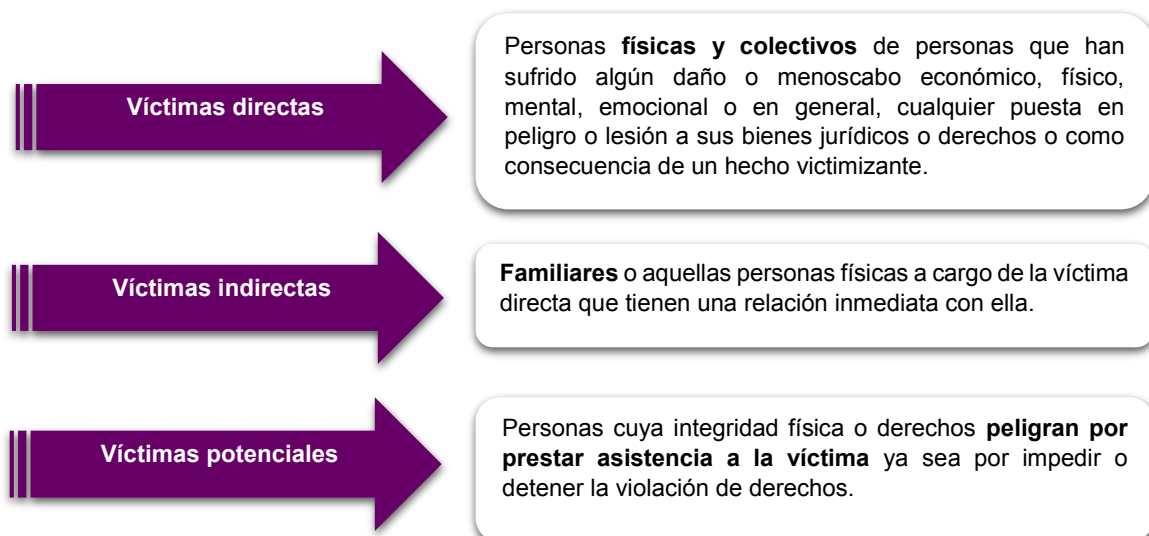 Víctimas directas
Personas físicas y colectivos de personas que han
sufrido algún daño o menoscabo económico, físico,
mental, emocional o en general, cualquier puesta en
peligro o lesión a sus bienes jurídicos o derechos o como
consecuencia de un hecho victimizante.
Víctimas indirectas
Familiares o aquellas personas físicas a cargo de la víctima
directa que tienen una relación inmediata con ella.
Víctimas potenciales
Personas cuya integridad física o derechos peligran por
prestar asistencia a la víctima ya sea por impedir o
detener la violación de derechos.